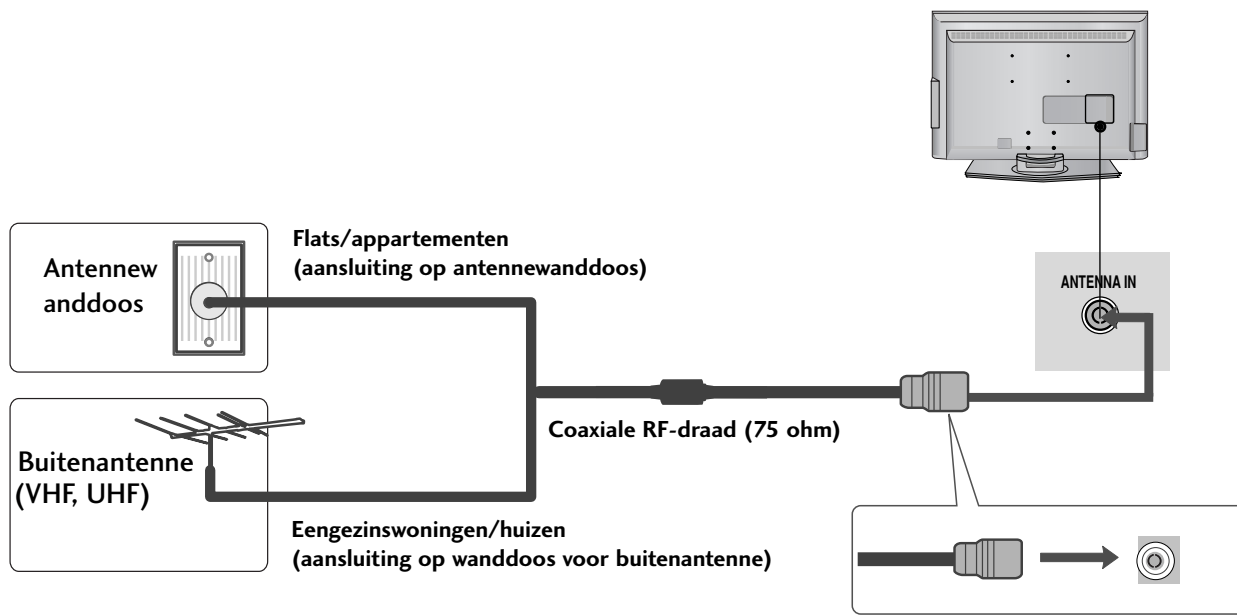 Antennew
anddoos
Flats/appartementen
(aansluiting op antennewanddoos)
ANTENNA IN
Buitenantenne
(VHF, UHF)
Coaxiale RF-draad (75 ohm)
Eengezinswoningen/huizen
(aansluiting op wanddoos voor buitenantenne)